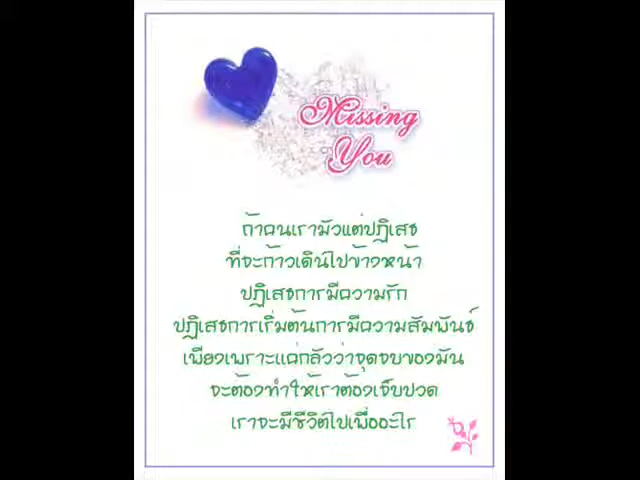 Missing
You
ถ้าคนเรามัวแต่ปฏิเสธ
ที่จะก้าวเดินไปข้างหน้า
ปฏิเสธการมีความรัก
ปฏิเสธการเริ่มต้นการมีความสัมพันธ์
เพียงเพราะแค่กลัวว่าจุดจบของมัน
จะต้องทำให้เราต้องเจ็บปวด
เราจะมีชีวิตไปเพื่ออะไร